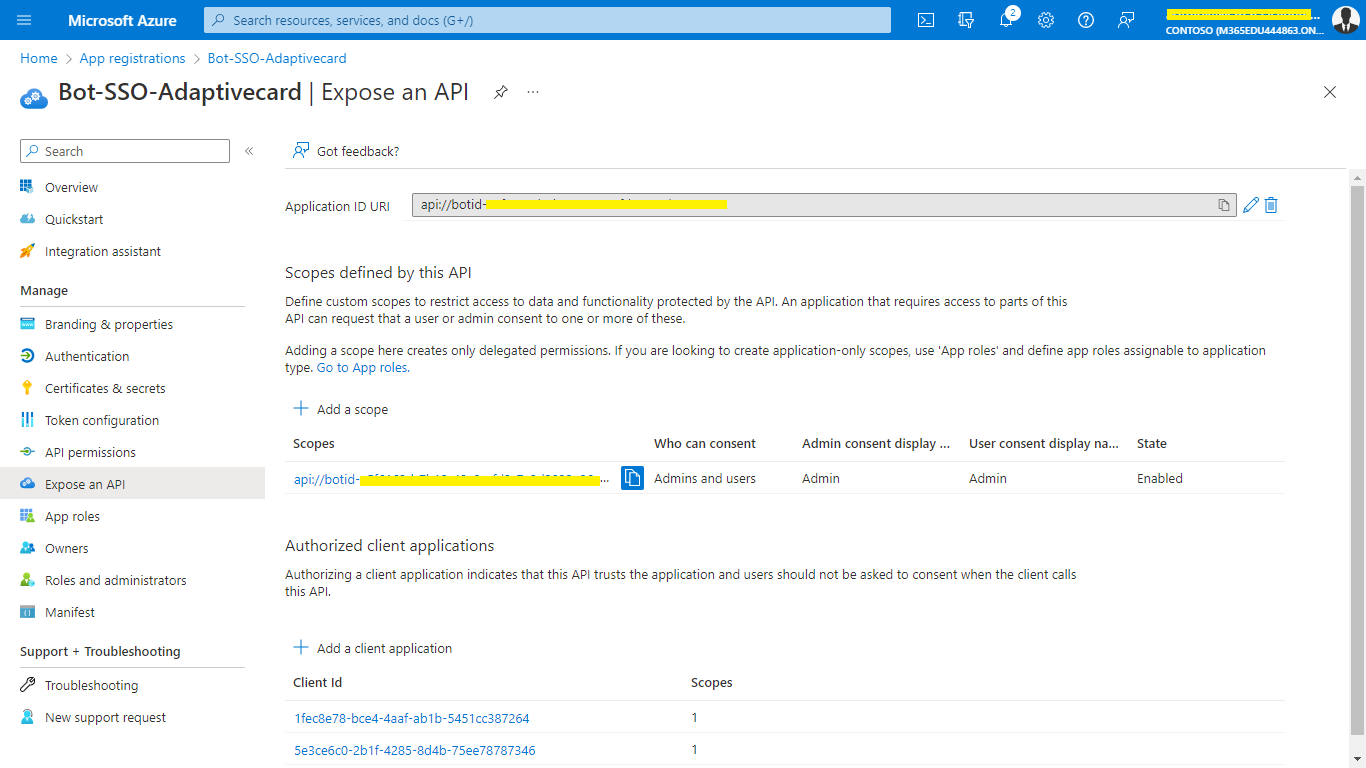 Microsoft Azure
Search resources, services, and docs (G+/)
2
CONTOSO (M365EDU444863.ON...
Home > App registrations > Bot-SSO-Adaptivecard
Bot-SSO-Adaptivecard | Expose an API
Search
Got feedback?
Overview
Quickstart
Integration assistant
Manage
Branding & properties
Authentication
Certificates & secrets
Token configuration
API permissions
Expose an API
App roles
Owners
Roles and administrators
Manifest
Support + Troubleshooting
Troubleshooting
New support request
Application ID URI
api://botid-
Scopes defined by this API
Define custom scopes to restrict access to data and functionality protected by the API. An application that requires access to parts of this
API can request that a user or admin consent to one or more of these.
Adding a scope here creates only delegated permissions. If you are looking to create application-only scopes, use 'App roles' and define app roles assignable to application
type. Go to App roles.
Add a scope
Scopes Who can consent Admin consent display ... User consent display na... State
api://botid- ... Admins and users Admin Admin Enabled
Authorized client applications
Authorizing a client application indicates that this API trusts the application and users should not be asked to consent when the client calls
this API.
Add a client application
Client Id Scopes
1fec8e78-bce4-4aaf-ab1b-5451cc387264 1
5e3ce6c0-2b1f-4285-8d4b-75ee78787346 1